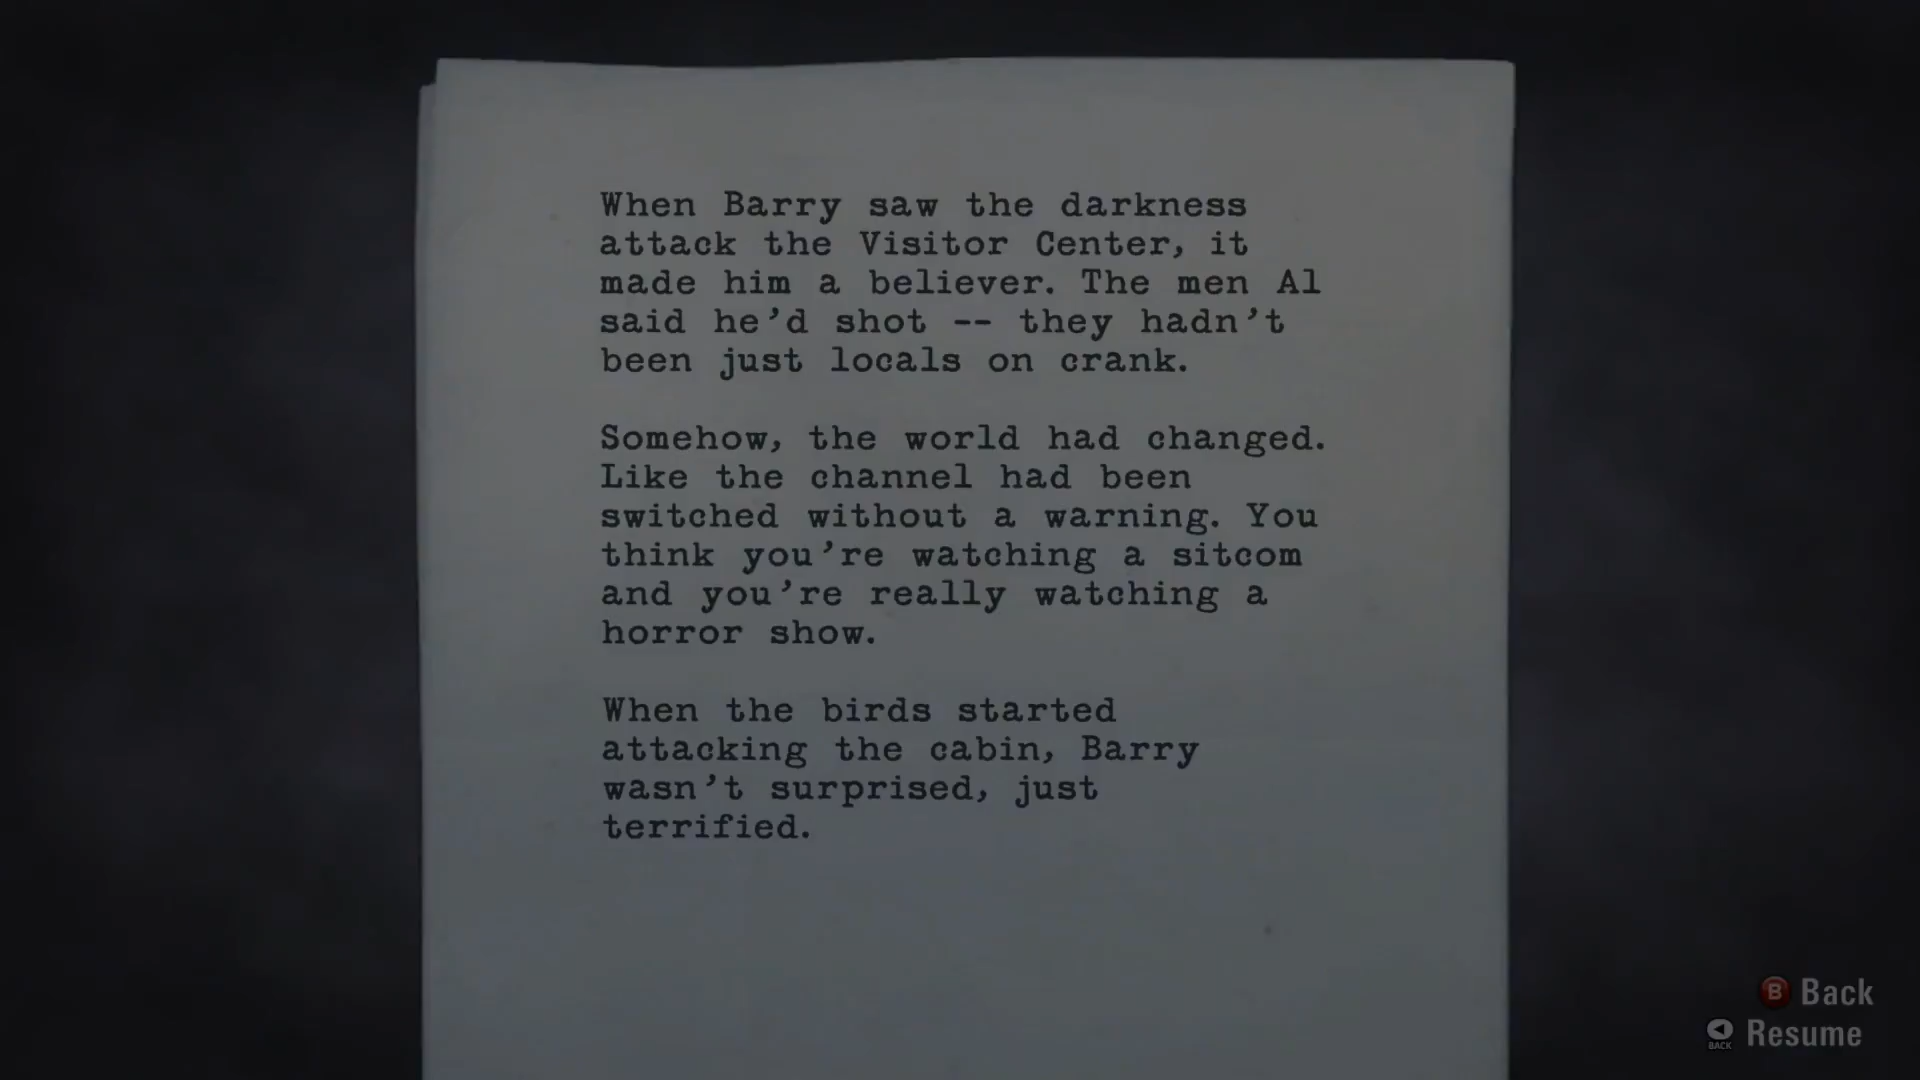 When Barry saw the darkness
attack the Visitor Center, it
made him a believer. The men Al
said he’d shot -- they hadn’t
been just locals on crank.
Somehow, the world had changed.
Like the channel had been
switched without a warning. You
think you’re watching a sitcom
and you’re really watching a
horror show.
When the birds started
attacking the cabin, Barry
wasn’t surprised, just
terrified.
B Back
BACK Resume